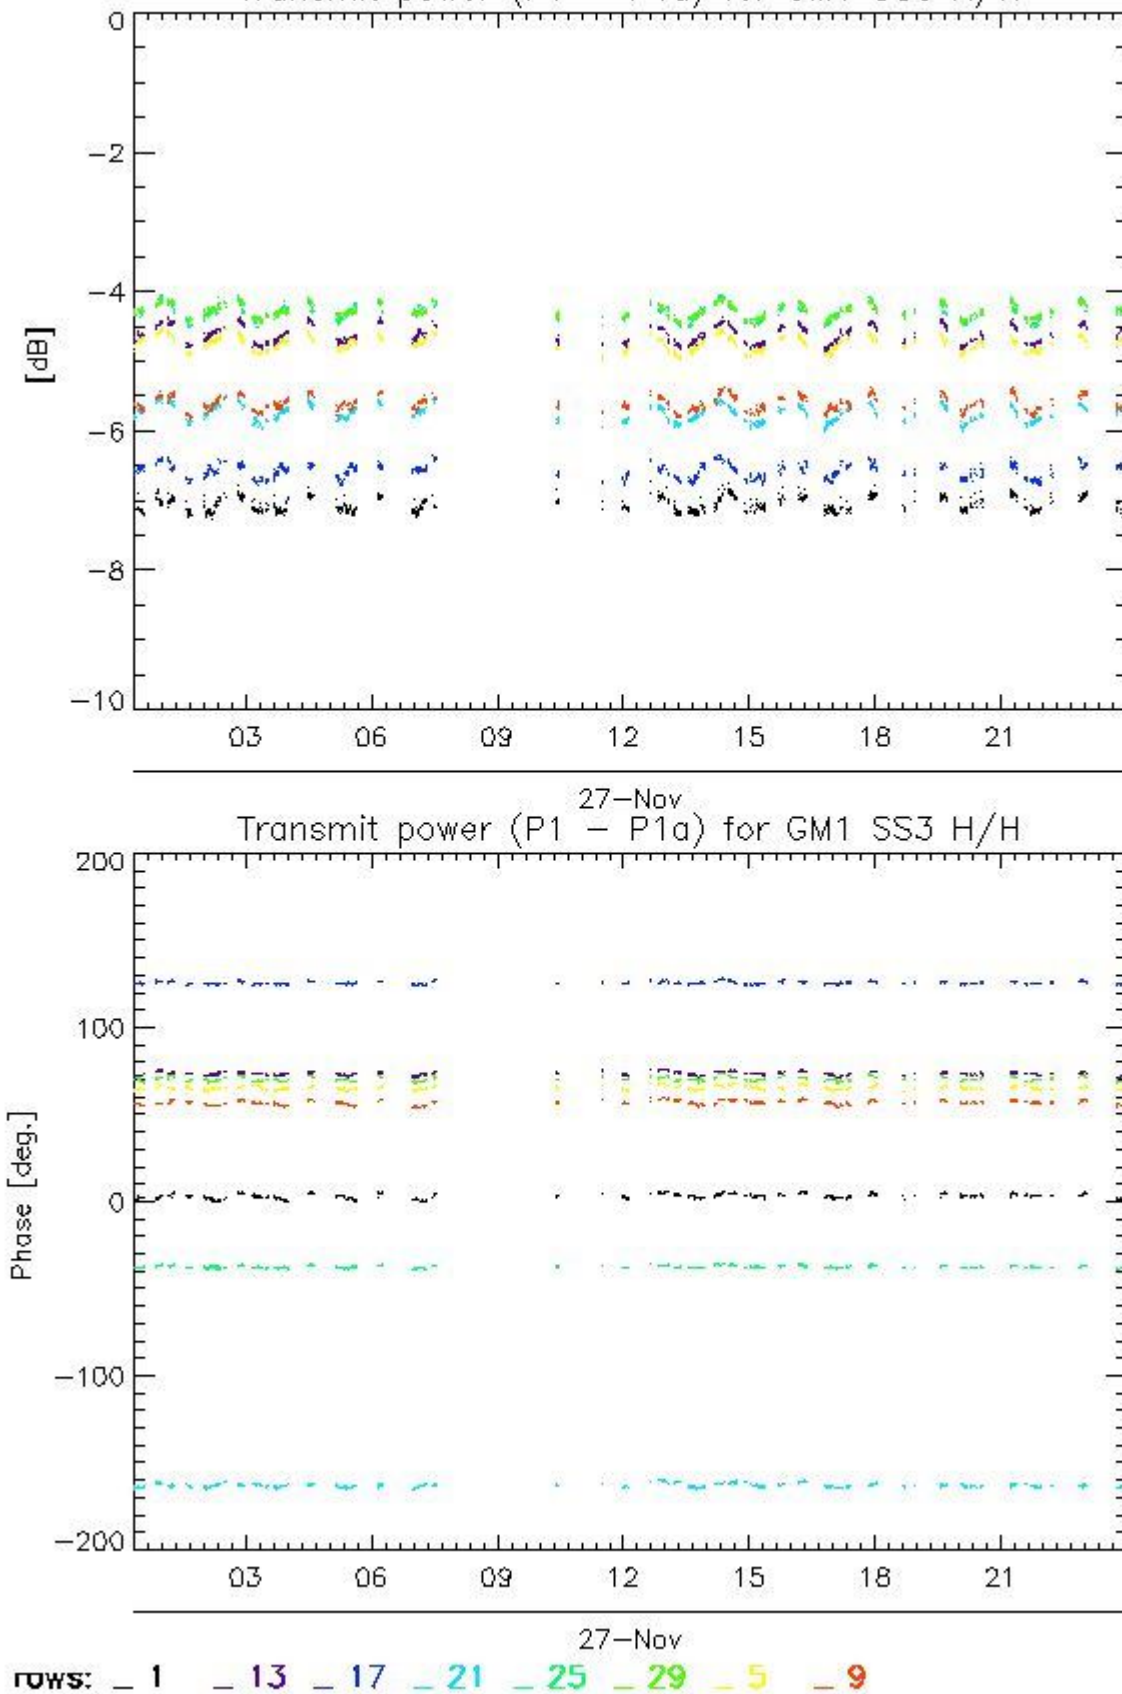 0
-2
-4
[dB]
-6
-8
-10
03 06 09 12 15 18 21
27-Nov
Transmit power (P1 - P1a) for GM1 SS3 H/H
200
100
Phase [deg.]
0
-100
-200
03 06 09 12 15 18 21
27-Nov
rows: _ 1 _ 13 _ 17 _ 21 _ 25 _ 29 _ 5 _ 9